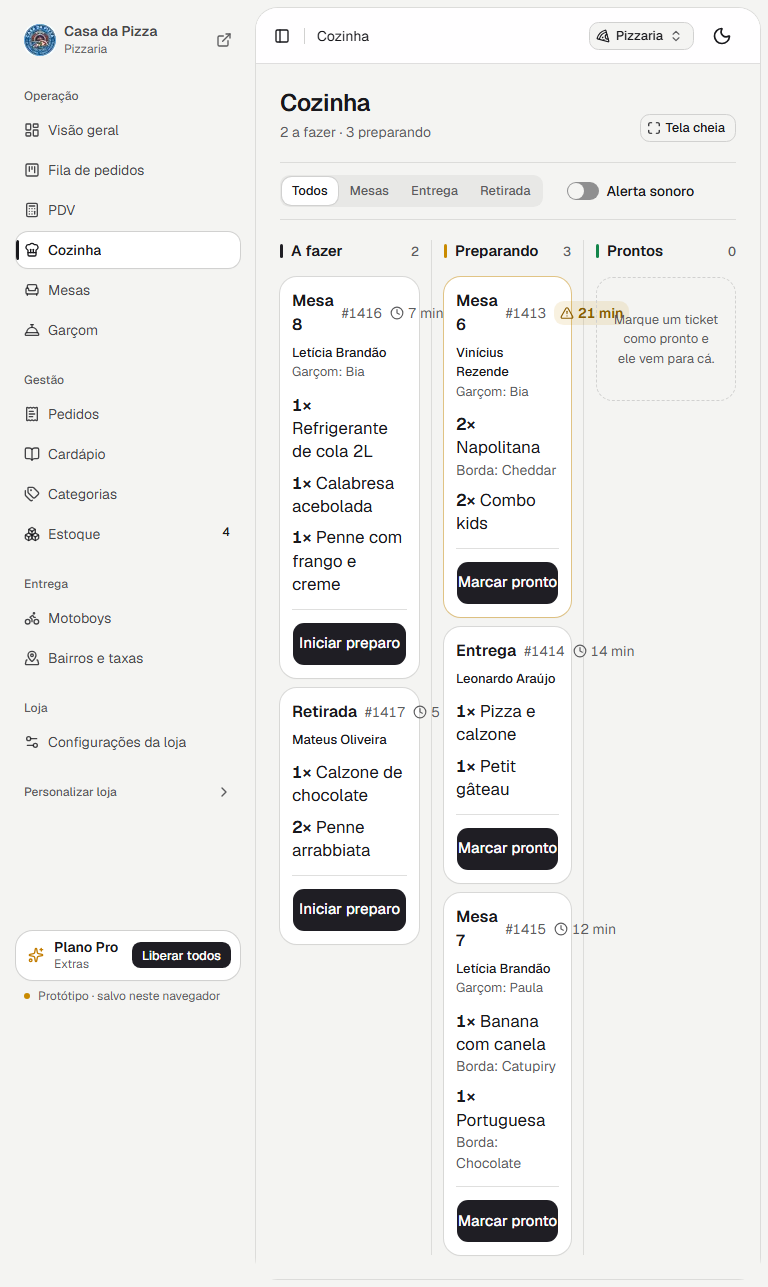 Casa da Pizza
Pizzaria
Operação
Visão geral
Fila de pedidos
PDV
Cozinha
Mesas
Garçom
Gestão
Pedidos
Cardápio
Categorias
Estoque 4
Entrega
Motoboys
Bairros e taxas
Loja
Configurações da loja
Personalizar loja
Plano Pro
Extras
Liberar todos
Protótipo · salvo neste navegador
Cozinha
Pizzaria
Cozinha
2 a fazer · 3 preparando
Tela cheia
Todos Mesas Entrega Retirada
Alerta sonoro
A fazer 2
Mesa
8
#1416 7 min
Letícia Brandão
Garçom: Bia
1×
Refrigerante
de cola 2L
1× Calabresa
acebolada
1× Penne com
frango e
creme
Iniciar preparo
Retirada #1417 5
Mateus Oliveira
1× Calzone de
chocolate
2× Penne
arrabbiata
Iniciar preparo
Preparando 3
Mesa
6
#1413 21 min
Vinícius
Rezende
Garçom: Bia
2×
Napolitana
Borda: Cheddar
2× Combo
kids
Marcar pronto
Entrega #1414 14 min
Leonardo Araújo
1× Pizza e
calzone
1× Petit
gâteau
Marcar pronto
Mesa
7
#1415 12 min
Letícia Brandão
Garçom: Paula
1× Banana
com canela
Borda: Catupiry
1×
Portuguesa
Borda:
Chocolate
Marcar pronto
Prontos 0
Marque um ticket
como pronto e
ele vem para cá.